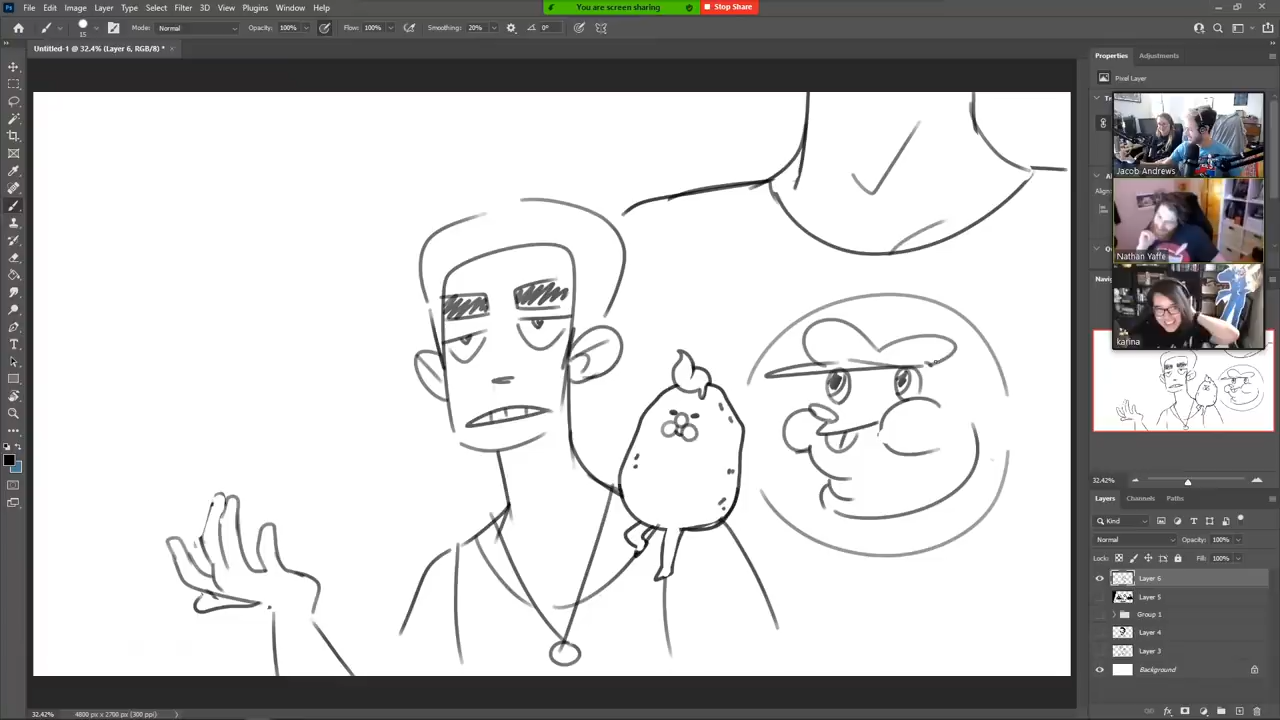 File Edit Image Layer Type Select Filter 3D View Plugins Window Help
You are screen sharing
Stop Share
15
Mode: Normal
Opacity: 100%
Flow: 100%
Smoothing: 20%
0°
Untitled-1 @ 32.4% (Layer 6, RGB/8) *
Properties Adjustments
Pixel Layer
Jacob Andrews
Nathan Yaffe
karina
32.42%
Layers Channels Paths
Kind
Normal
Opacity: 100%
Lock:
Fill: 100%
Layer 6
Layer 5
Group 1
Layer 4
Layer 3
Background
32.42%
4800 px x 2700 px (300 ppi)